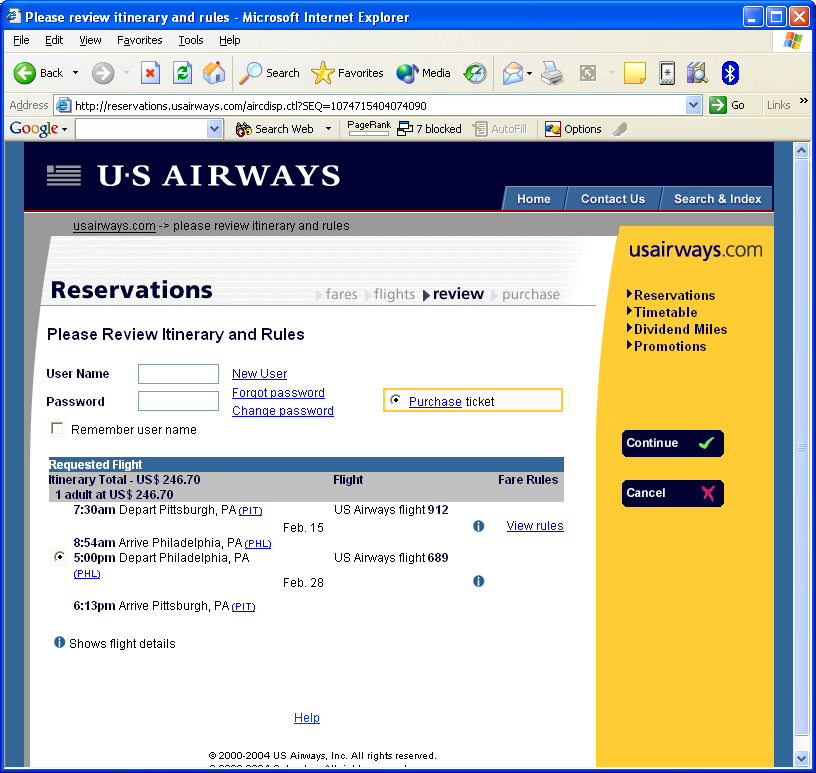 Please review itinerary and rules - Microsoft Internet Explorer
File Edit View Favorites Tools Help
Back Search Favorites Media
Address http://reservations.usairways.com/aircdisp.ctl?SEQ=1074715404074090 Go Links »
Google Search Web PageRank 7 blocked AutoFill Options
U·S AIRWAYS
Home Contact Us Search & Index
usairways.com -> please review itinerary and rules
usairways.com
Reservations
fares flights review purchase
Reservations
Timetable
Dividend Miles
Promotions
Please Review Itinerary and Rules
User Name New User
Forgot password
Password Change password
Purchase ticket
Remember user name
Continue
Cancel
Requested Flight
Itinerary Total - US$ 246.70 Flight Fare Rules
1 adult at US$ 246.70
7:30am Depart Pittsburgh, PA (PIT) US Airways flight 912
Feb. 15 View rules
8:54am Arrive Philadelphia, PA (PHL)
5:00pm Depart Philadelphia, PA US Airways flight 689
(PHL)
Feb. 28
6:13pm Arrive Pittsburgh, PA (PIT)
Shows flight details
Help
© 2000-2004 US Airways, Inc. All rights reserved.